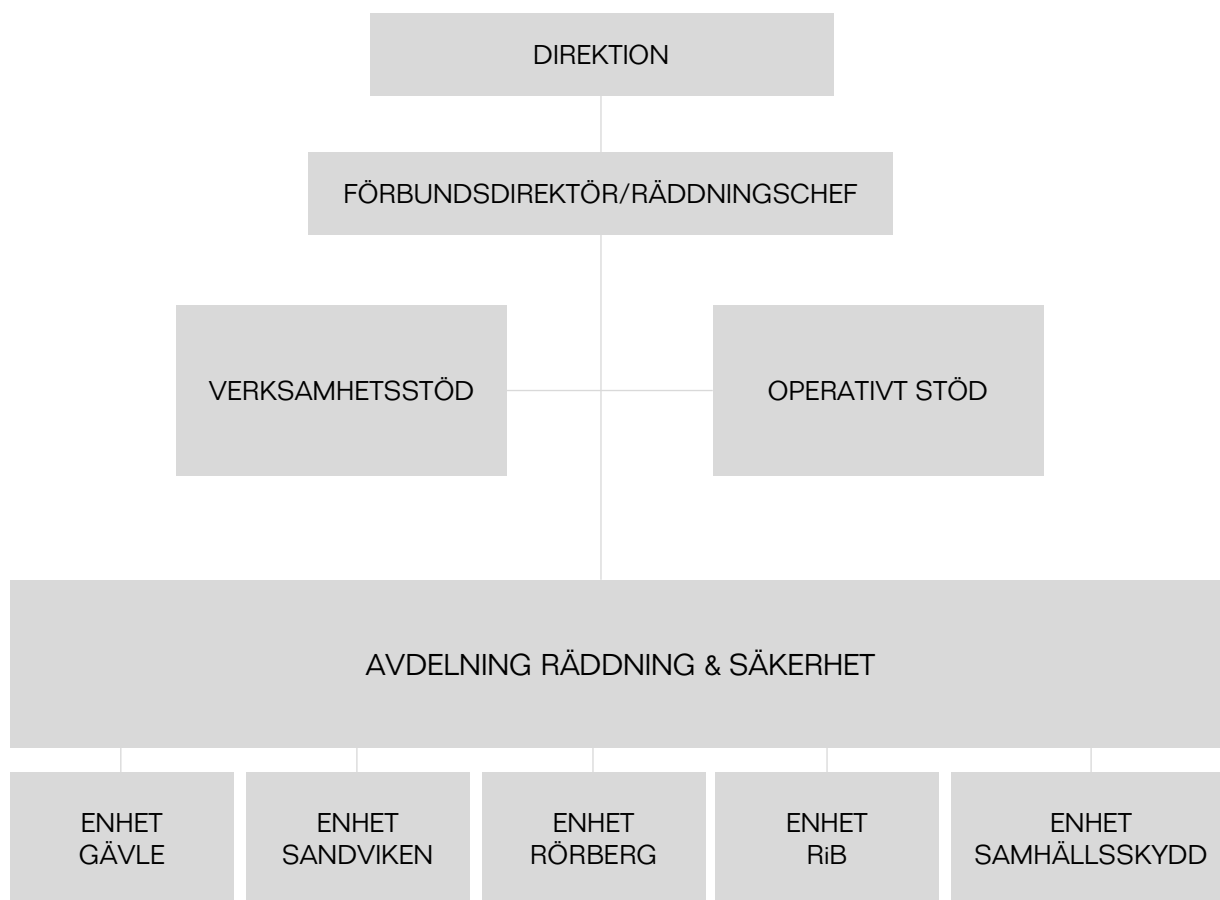 DIREKTION
FÖRBUNDSDIREKTÖR/RÄDDNINGSCHEF
VERKSAMHETSSTÖD
OPERATIVT STÖD
AVDELNING RÄDDNING & SÄKERHET
ENHET
GÄVLE
ENHET
SANDVIKEN
ENHET
RÖRBERG
ENHET
RiB
ENHET
SAMHÄLLSSKYDD